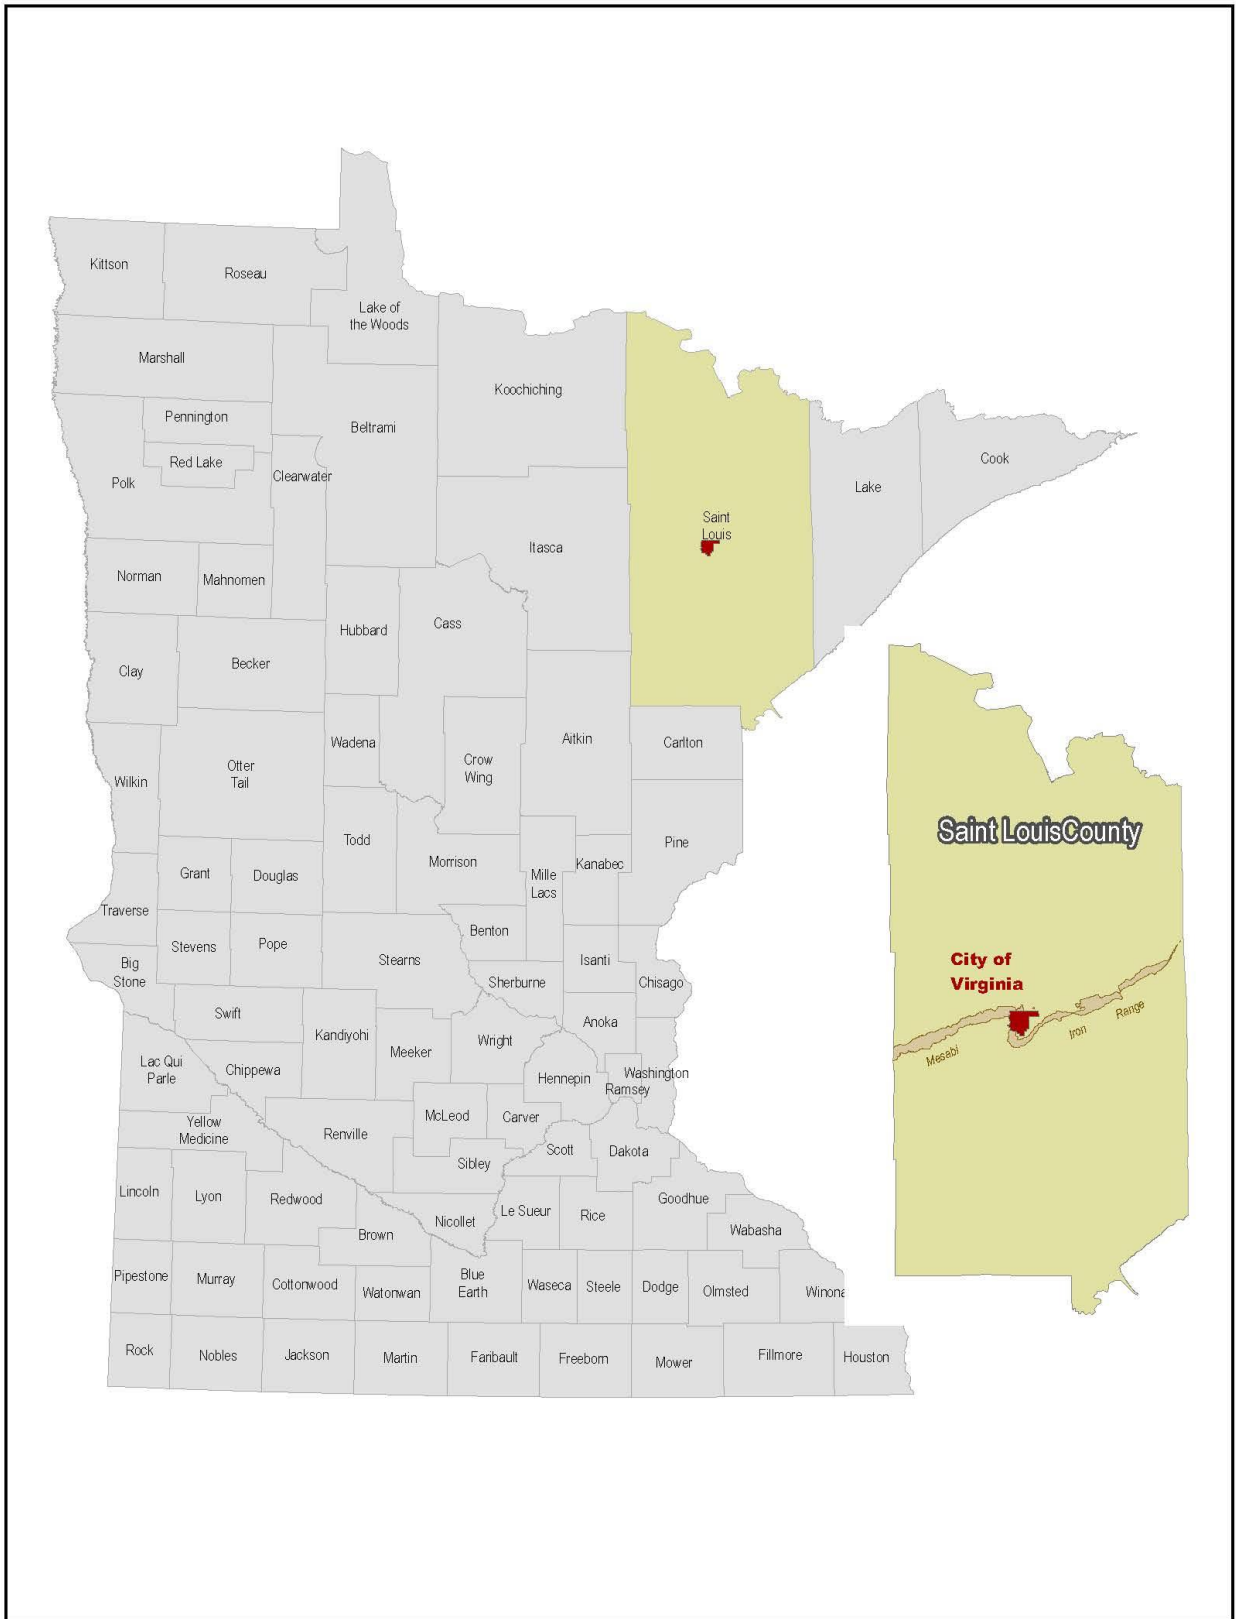 Kittson
Roseau
Lake of
the Woods
Marshall
Koochiching
Pennington
Beltrami
Red Lake
Clearwater
Polk
Cook
Lake
Saint
Louis
Itasca
Norman
Mahnomen
Hubbard
Cass
Clay
Becker
Wadena
Aitkin
Carlton
Crow
Wing
Otter
Tail
Wilkin
Todd
Pine
Morrison
Kanabec
Mille
Lacs
Grant
Douglas
Saint LouisCounty
Traverse
Stevens
Pope
Benton
Stearns
Isanti
Big
Stone
Sherburne
Chisago
City of
Virginia
Swift
Kandiyohi
Anoka
Wright
Meeker
Mesabi
Iron
Range
Lac Qui
Parle
Chippewa
Hennepin
Washington
Ramsey
McLeod
Carver
Yellow
Medicine
Renville
Scott
Dakota
Sibley
Lincoln
Lyon
Redwood
Goodhue
Nicollet
Le Sueur
Rice
Brown
Wabasha
Pipestone
Murray
Cottonwood
Watonwan
Blue
Earth
Waseca
Steele
Dodge
Olmsted
Winona
Rock
Nobles
Jackson
Martin
Faribault
Freeborn
Mower
Fillmore
Houston